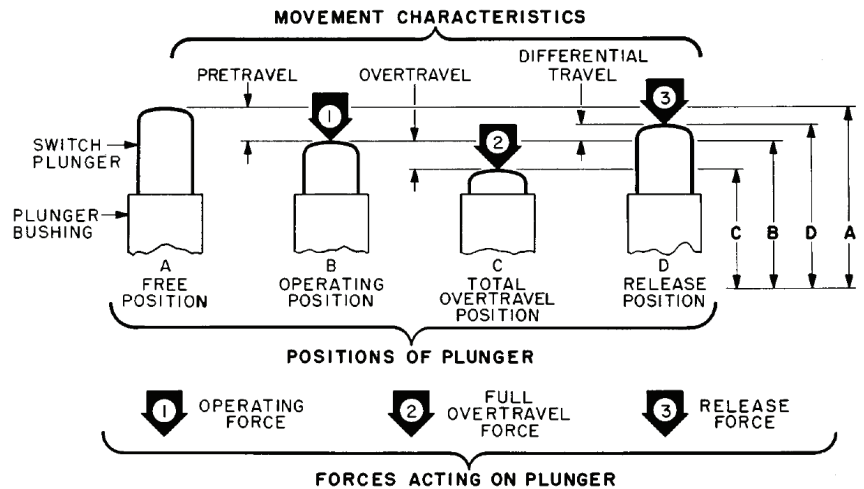 MOVEMENT CHARACTERISTICS
PRETRAVEL
OVERTRAVEL
DIFFERENTIAL
TRAVEL
1
2
3
SWITCH
PLUNGER
PLUNGER
BUSHING
A
FREE
POSITION
B
OPERATING
POSITION
C
TOTAL
OVERTRAVEL
POSITION
D
RELEASE
POSITION
C
B
D
A
POSITIONS OF PLUNGER
1
OPERATING
FORCE
2
FULL
OVERTRAVEL
FORCE
3
RELEASE
FORCE
FORCES ACTING ON PLUNGER